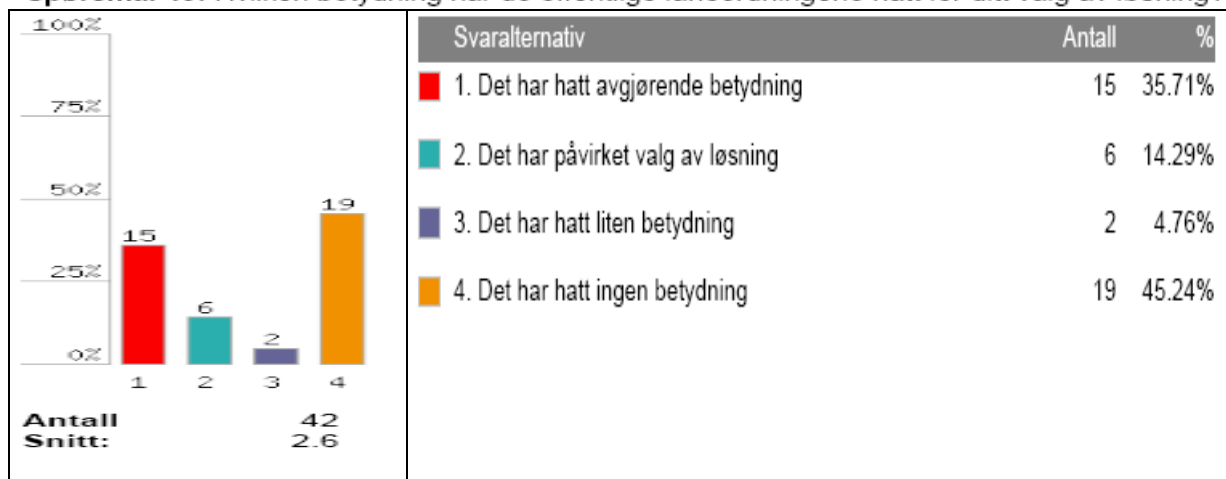 100%
75%
50%
25%
0%
15
6
2
19
1 2 3 4
Antall 42
Snitt: 2.6
Svaralternativ Antall %
1. Det har hatt avgjørende betydning 15 35.71%
2. Det har påvirket valg av løsning 6 14.29%
3. Det har hatt liten betydning 2 4.76%
4. Det har hatt ingen betydning 19 45.24%